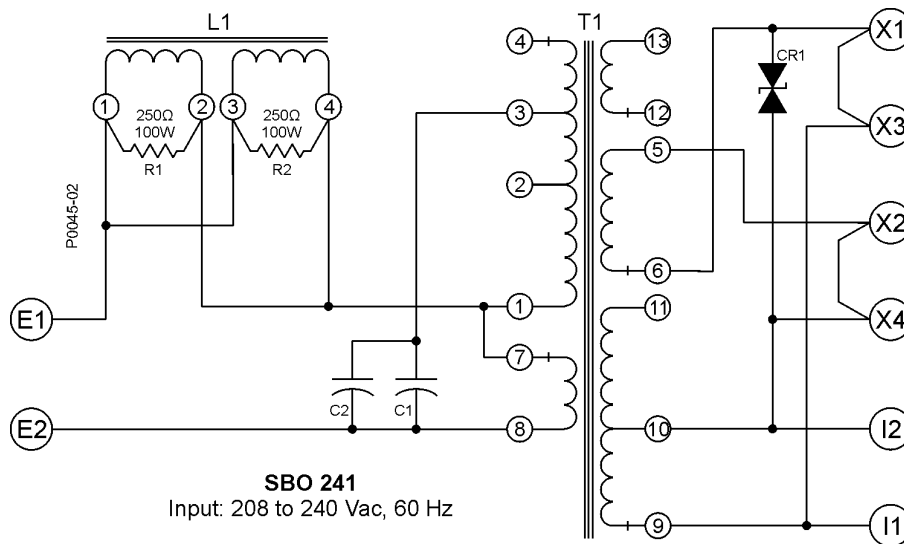 L1
T1
4
13
X1
CR1
1
250Ω
100W
2
3
250Ω
100W
4
3
12
X3
R1
R2
5
2
P0045-02
X2
6
E1
1
11
X4
7
C2
C1
E2
8
10
I2
SBO 241
Input: 208 to 240 Vac, 60 Hz
9
I1